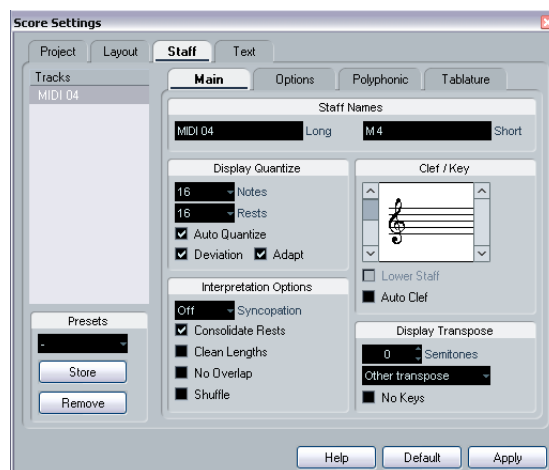 Score Settings
Project Layout Staff Text
Tracks
MIDI 04
Main Options Polyphonic Tablature
Staff Names
MIDI 04 Long M 4 Short
Display Quantize
16 Notes
16 Rests
Auto Quantize
Deviation Adapt
Clef / Key
Lower Staff
Auto Clef
Interpretation Options
Off Syncopation
Consolidate Rests
Clean Lengths
No Overlap
Shuffle
Display Transpose
0 Semitones
Other transpose
No Keys
Presets
-
Store
Remove
Help Default Apply